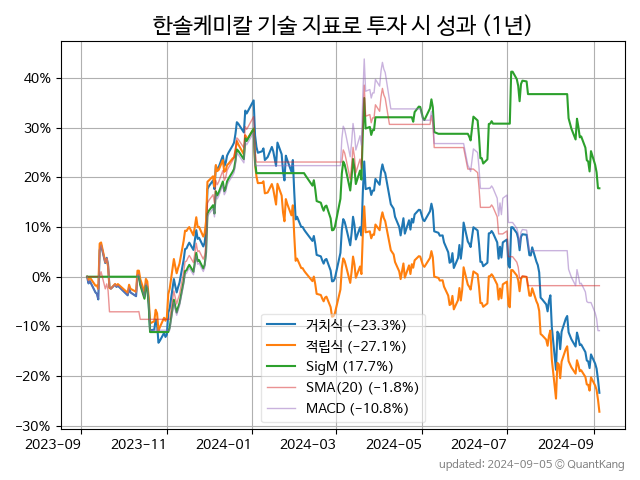 한솔케미칼 기술 지표로 투자 시 성과 (1년)
40%
30%
20%
10%
0%
−10%
−20%
−30%
거치식 (−23.3%)
적립식 (−27.1%)
SigM (17.7%)
SMA(20) (−1.8%)
MACD (−10.8%)
2023-09
2023-11
2024-01
2024-03
2024-05
2024-07
2024-09
updated: 2024-09-05 © QuantKang